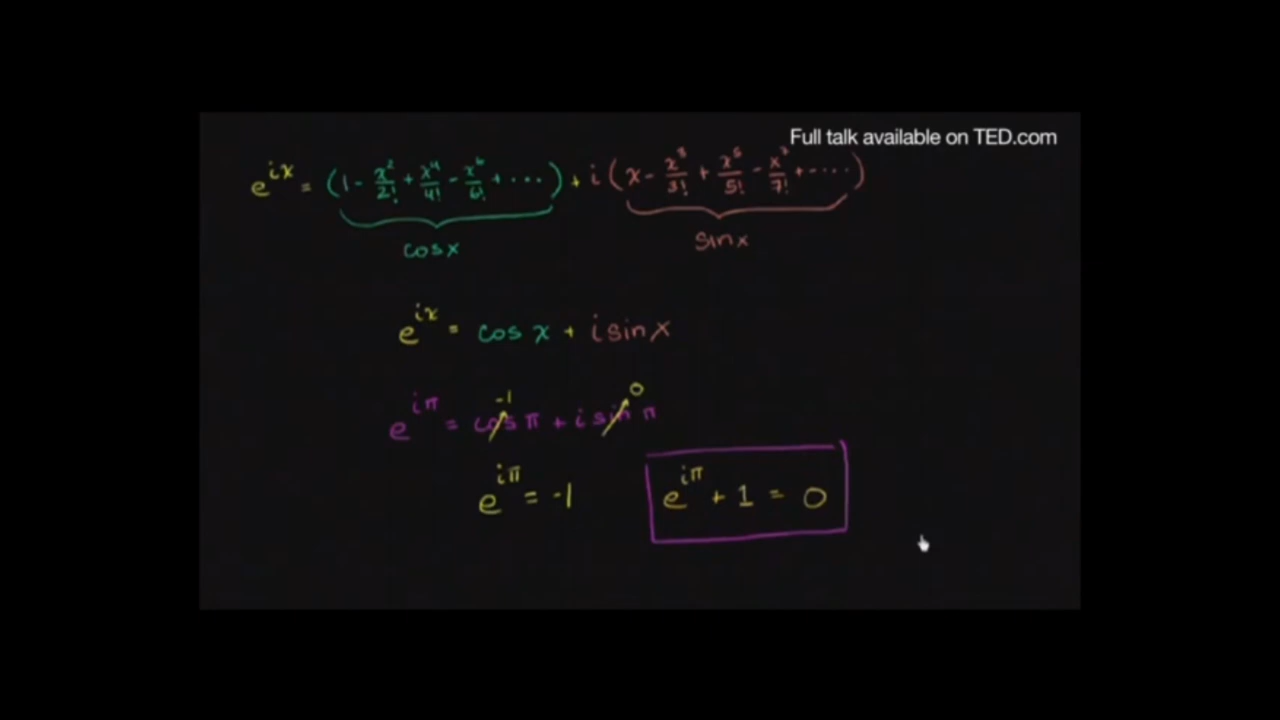 Full talk available on TED.com
e^{ix} = (1 - x²/2! + x⁴/4! - x⁶/6! + ...) + i (x - x³/3! + x⁵/5! - x⁷/7! + ....)
cos x sin x
e^{ix} = cos x + i sin x
-1 0
e^{iπ} = cos π + i sin π
e^{iπ} = -1 e^{iπ} + 1 = 0